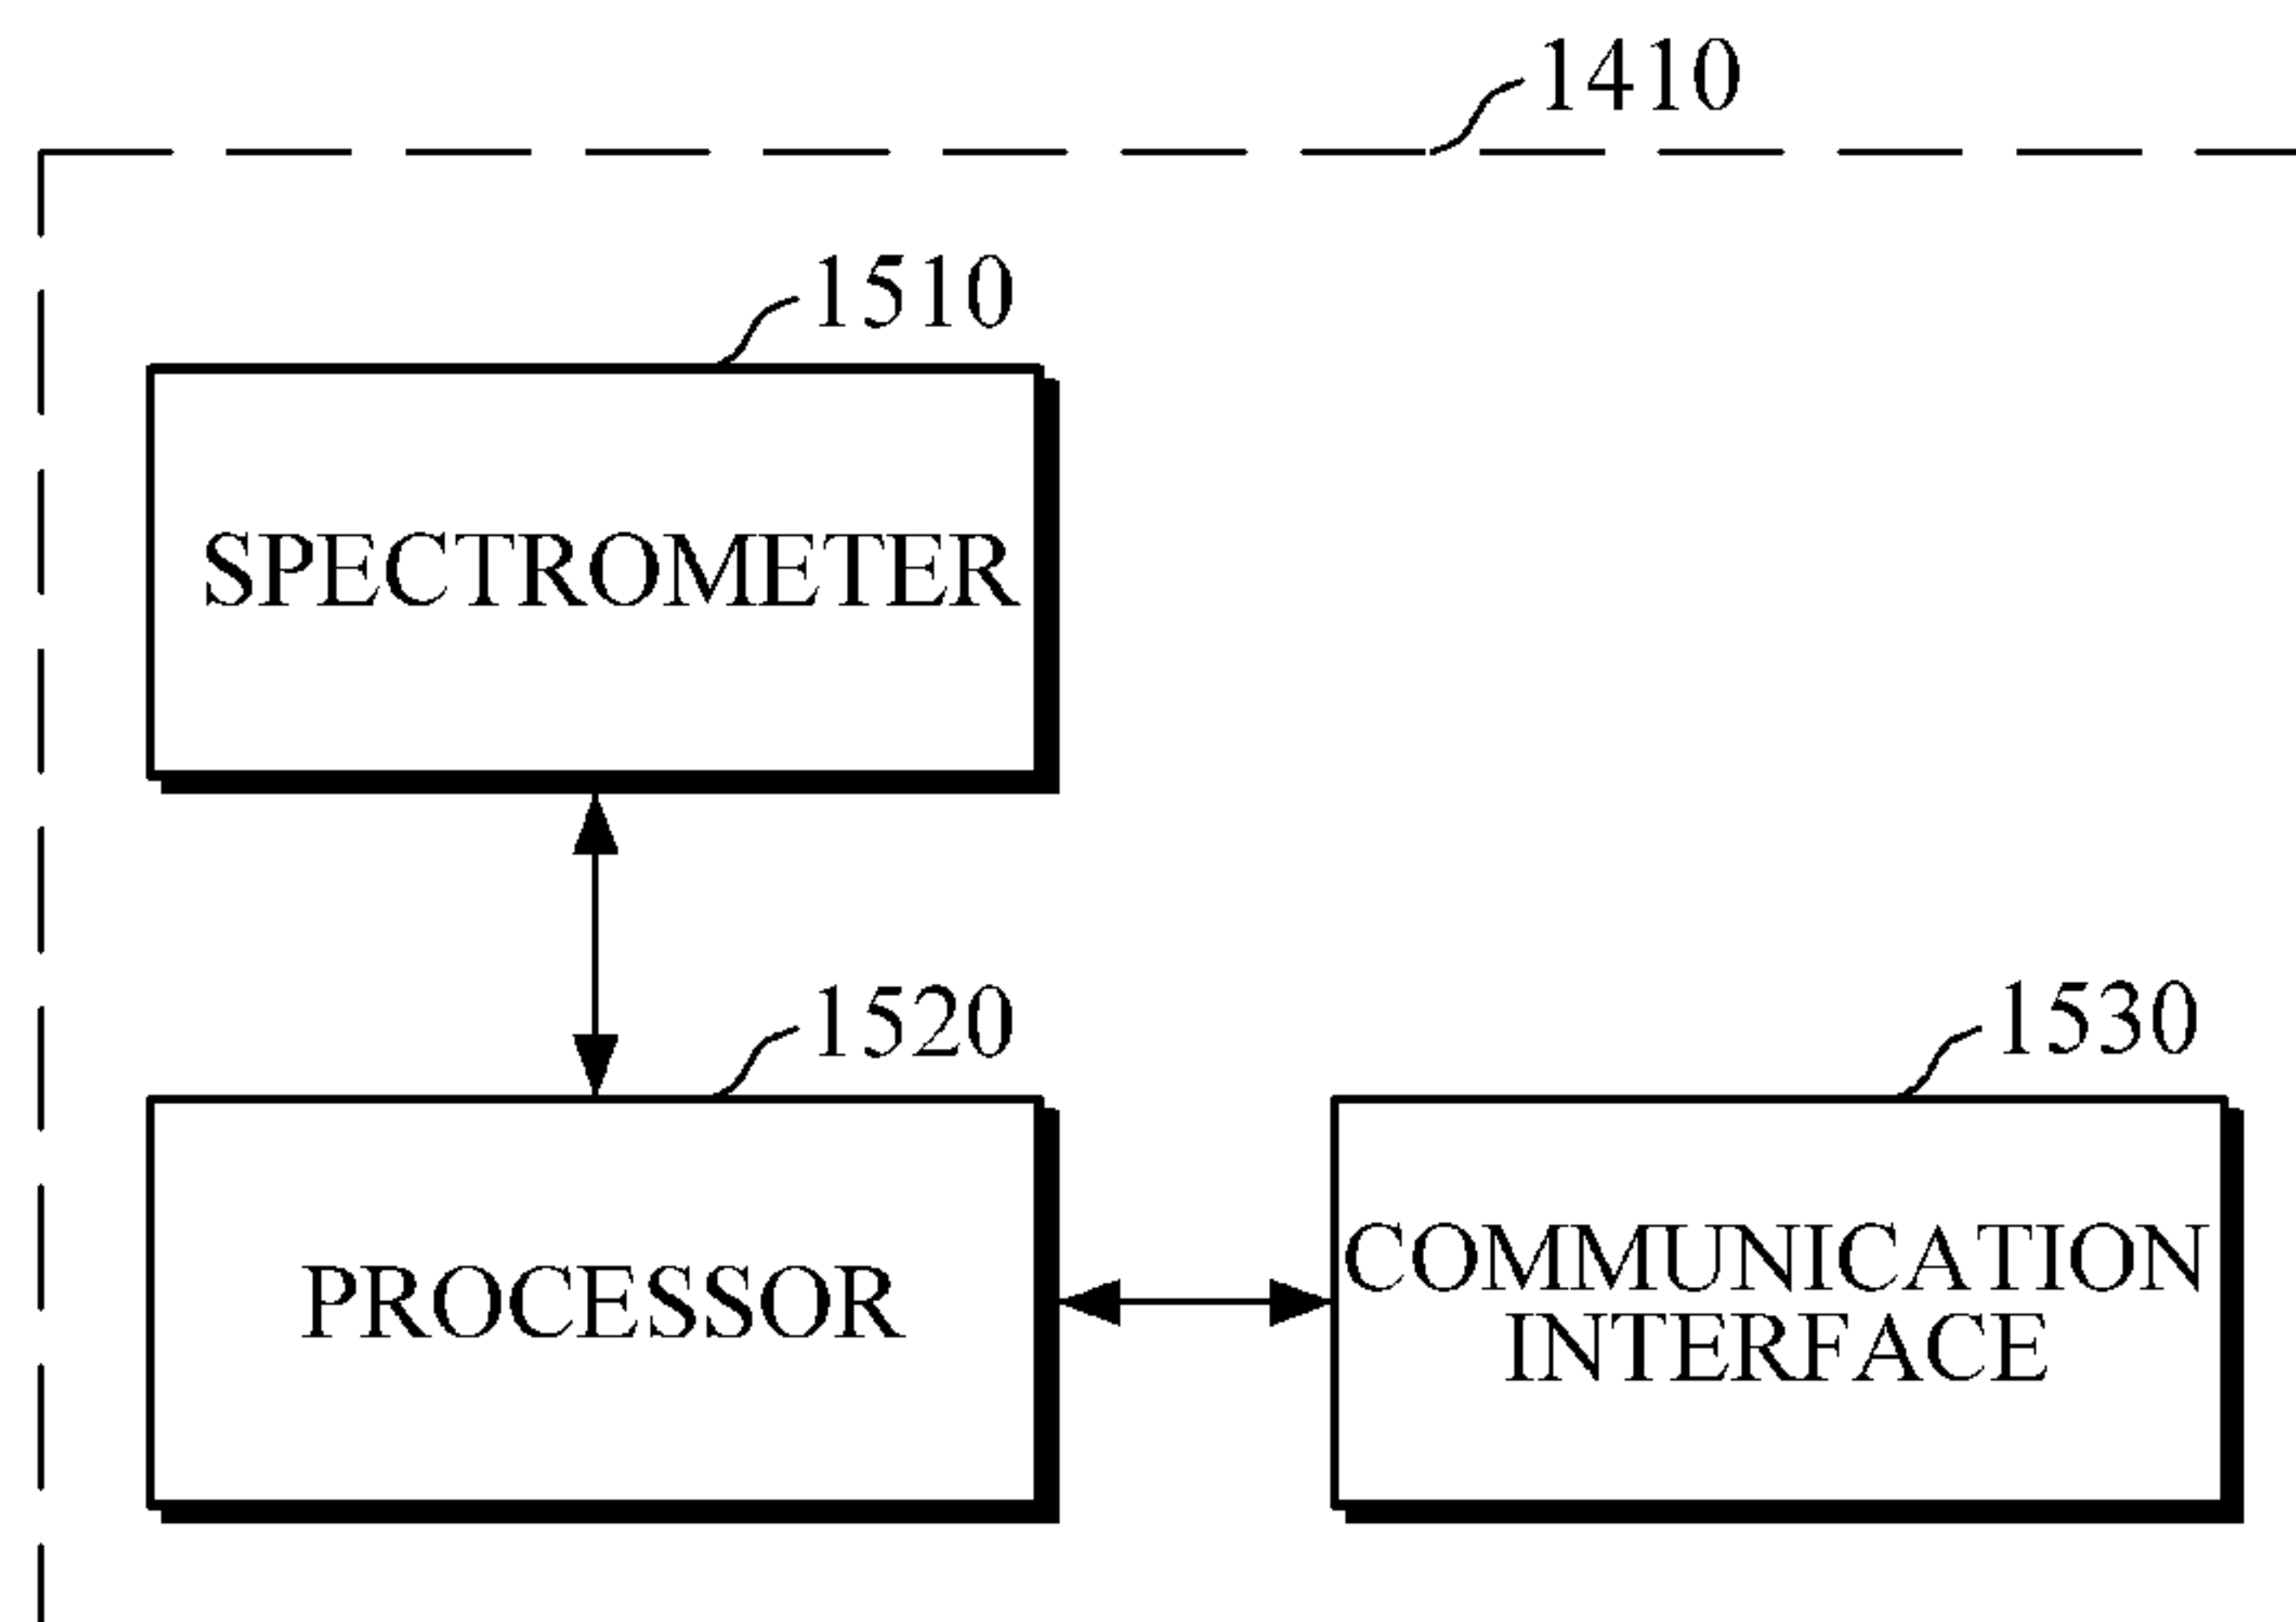 1410
1510
SPECTROMETER
1520
1530
PROCESSOR
COMMUNICATION
INTERFACE